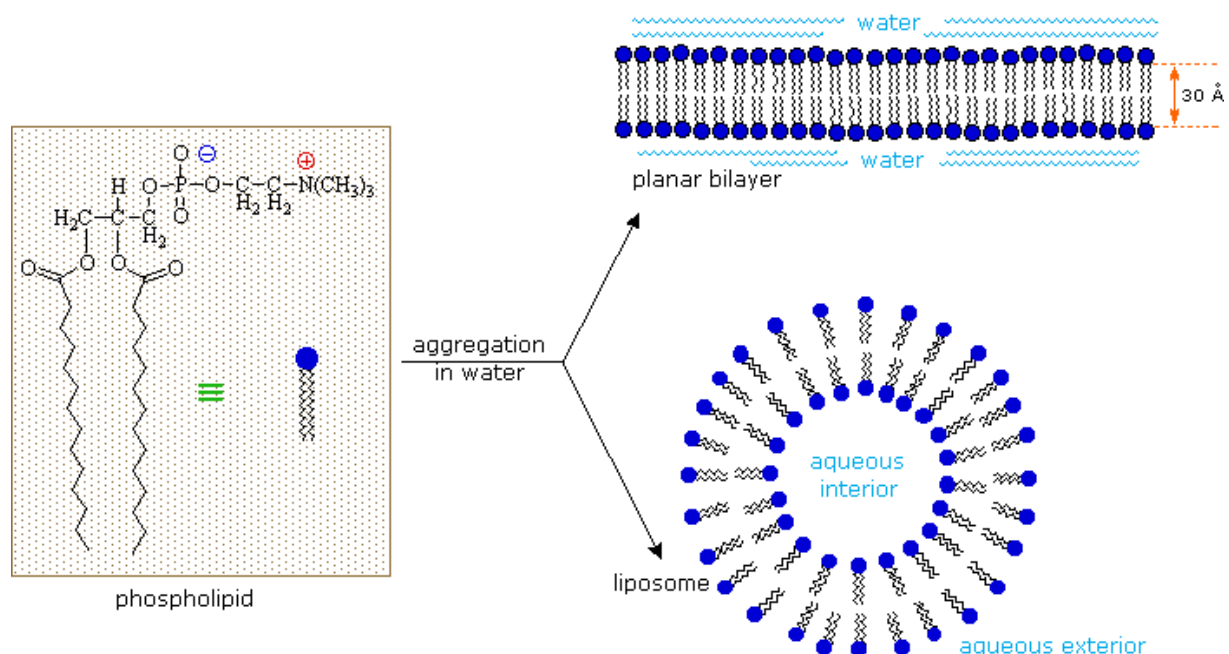 water
30 Å
water
planar bilayer
O
⊖
⊕
H O—P—O—C—C—N(CH3)3
O H2 H2
H2C—C—C
H2
O O
O O
phospholipid
aggregation
in water
aqueous
interior
liposome
aqueous exterior